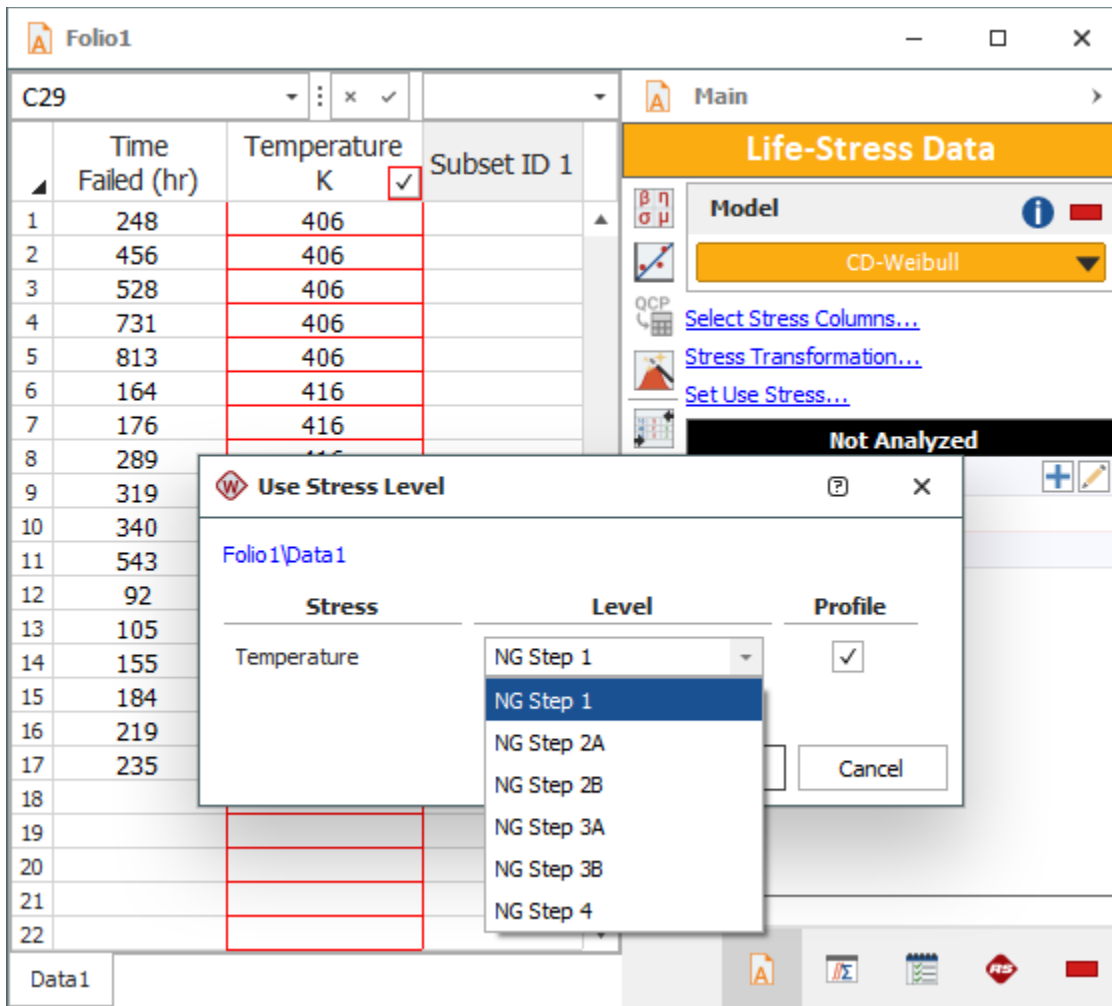 Folio1
C29
Main
Time Failed (hr)
Temperature K
Subset ID 1
Life-Stress Data
1 248 406
2 456 406
3 528 406
4 731 406
5 813 406
6 164 416
7 176 416
8 289
9 319
10 340
11 543
12 92
13 105
14 155
15 184
16 219
17 235
18
19
20
21
22
Data1
β η
σ μ
QCP
Model
CD-Weibull
Select Stress Columns...
Stress Transformation...
Set Use Stress...
Not Analyzed
Use Stress Level
Folio1\Data1
Stress Level Profile
Temperature NG Step 1
NG Step 1
NG Step 2A
NG Step 2B
NG Step 3A
NG Step 3B
NG Step 4
Cancel